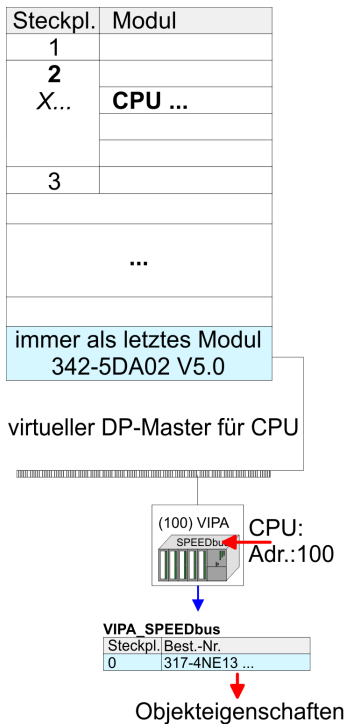 Steckpl. Modul
1
2
X... CPU ...
3
...
immer als letztes Modul
342-5DA02 V5.0
virtueller DP-Master für CPU
(100) VIPA
SPEEDbus
CPU:
Adr.:100
VIPA_SPEEDbus
Steckpl. Best.-Nr.
0 317-4NE13 ...
Objekteigenschaften